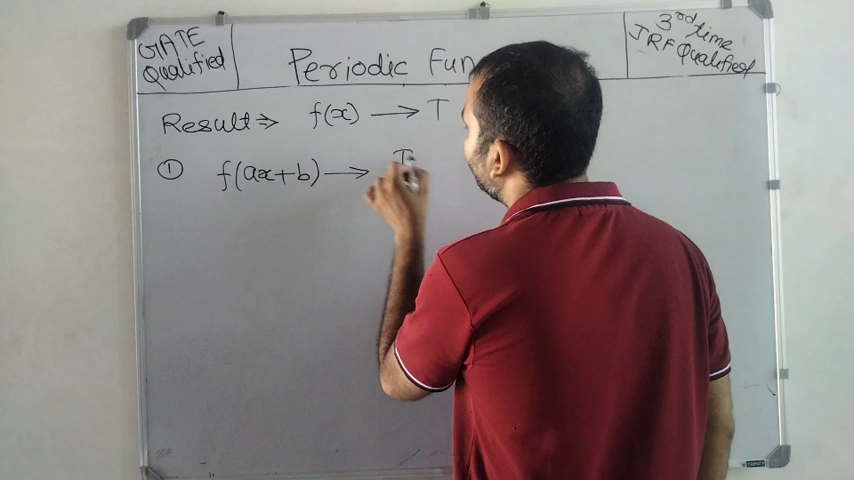 GATE
Qualified
Periodic Fun
3rd time
JRF Qualified
Result ⇒ f(x) → T
① f(ax+b) → T